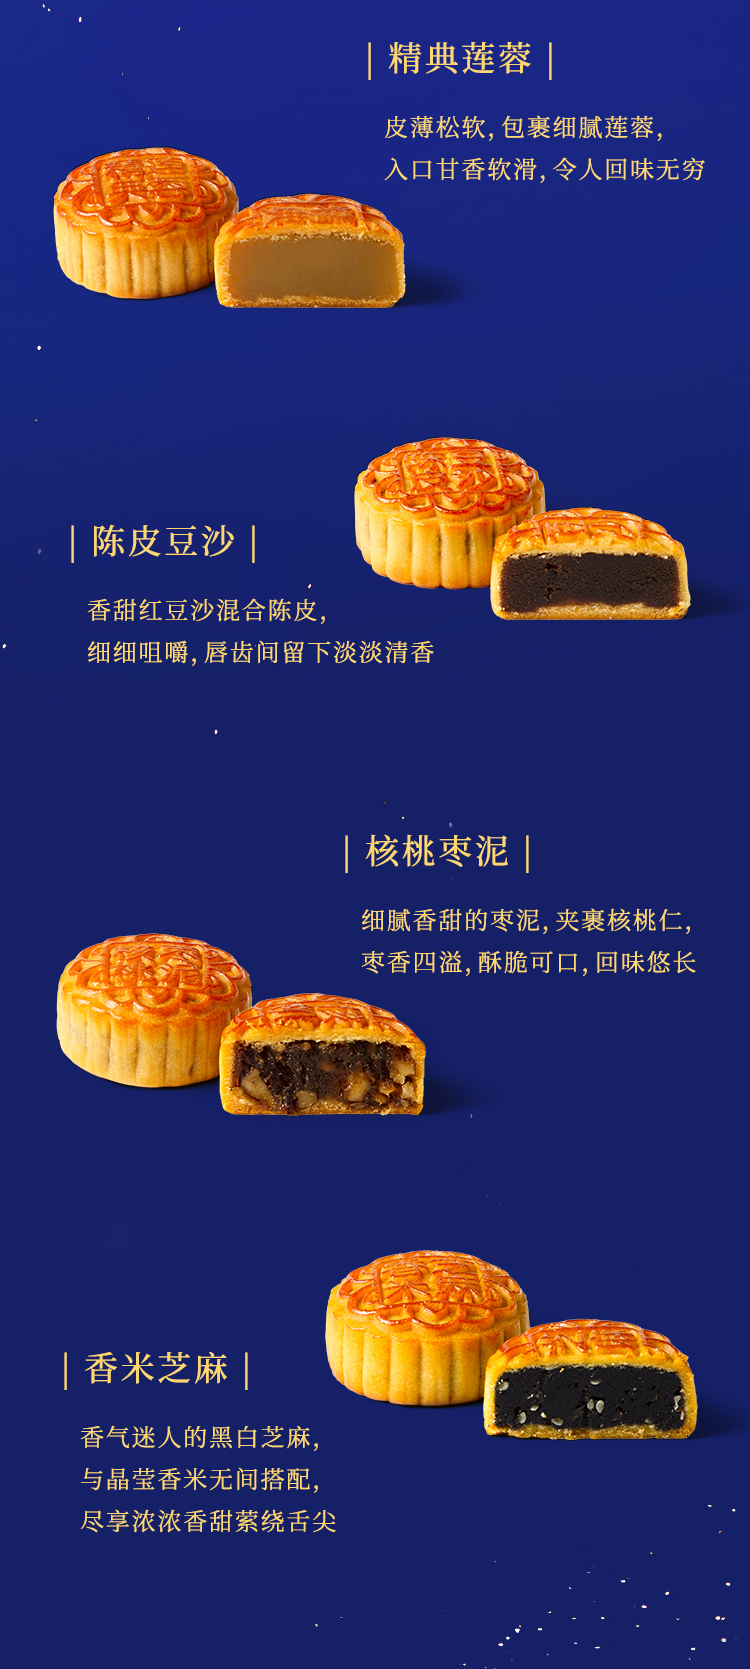 | 精典莲蓉 |
皮薄松软, 包裹细腻莲蓉,
入口甘香软滑, 令人回味无穷
| 陈皮豆沙 |
香甜红豆沙混合陈皮,
细细咀嚼, 唇齿间留下淡淡清香
| 核桃枣泥 |
细腻香甜的枣泥, 夹裹核桃仁,
枣香四溢, 酥脆可口, 回味悠长
| 香米芝麻 |
香气迷人的黑白芝麻,
与晶莹香米无间搭配,
尽享浓浓香甜萦绕舌尖